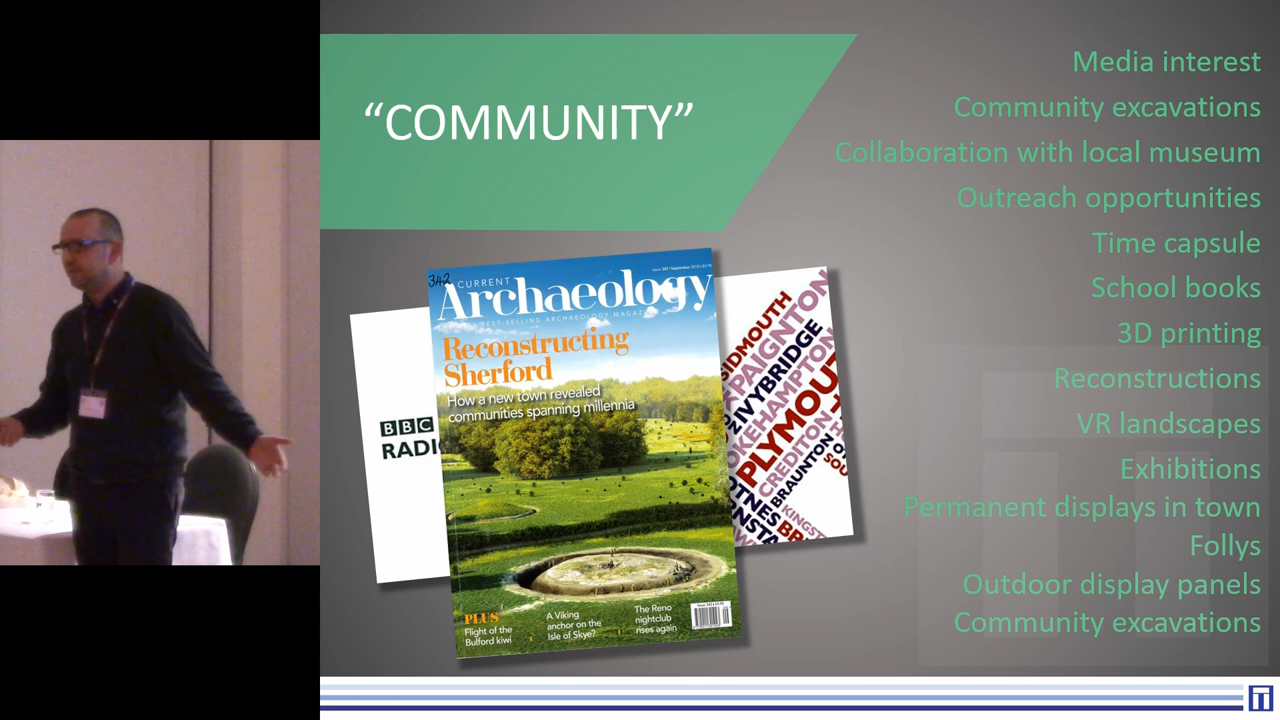 “COMMUNITY”
Media interest
Community excavations
Collaboration with local museum
Outreach opportunities
Time capsule
School books
3D printing
Reconstructions
VR landscapes
Exhibitions
Permanent displays in town
Follys
Outdoor display panels
Community excavations
BBC
RADI
342
CURRENT
Archaeology
Reconstructing
Sherford
How a new town revealed
communities spanning millennia
PLUS
Flight of the
Bulford kiwi
A Viking
anchor on the
Isle of Skye?
The Reno
nightclub
rises again
SIDMOUTH
PAIGNTON
IVYBRIDGE
OKEHAMPTON
PLYMOUT
CREDITON
BRAUNTON
KINGST